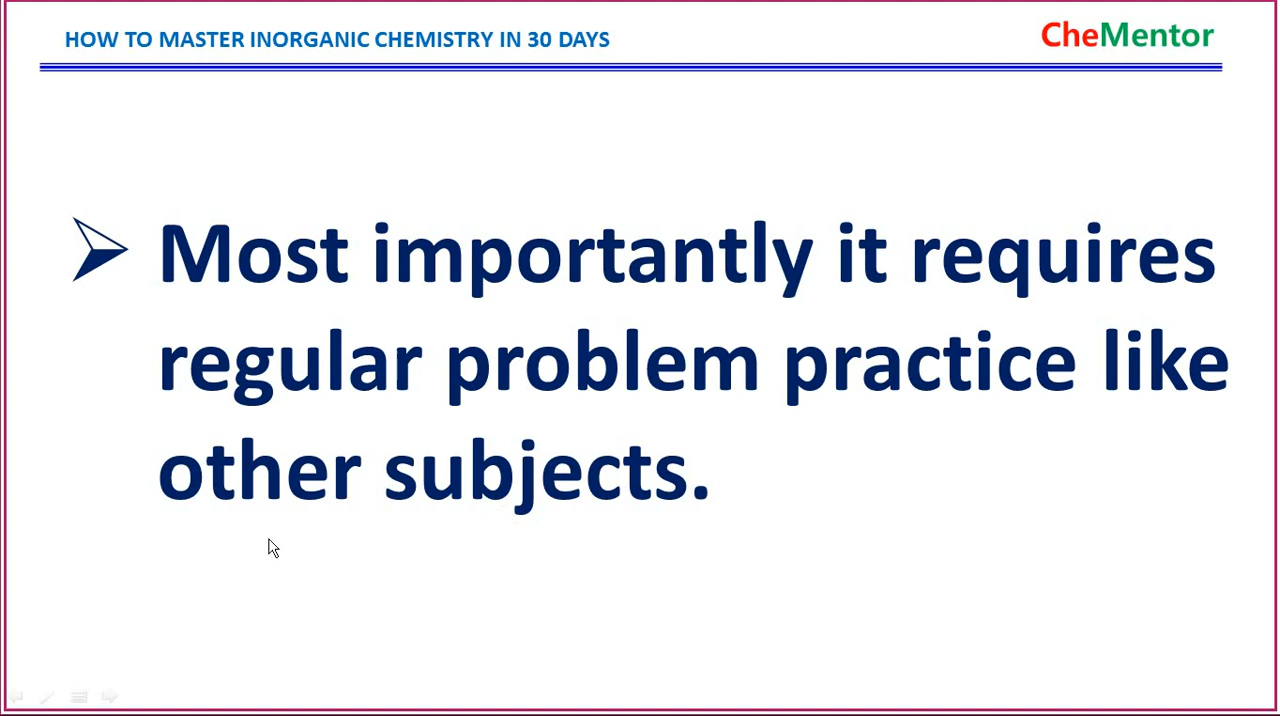 HOW TO MASTER INORGANIC CHEMISTRY IN 30 DAYS
CheMentor
Most importantly it requires
regular problem practice like
other subjects.